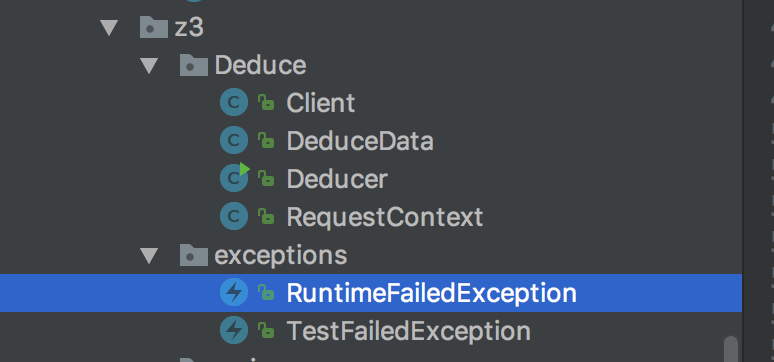 z3
Deduce
Client
DeduceData
Deducer
RequestContext
exceptions
RuntimeFailedException
TestFailedException